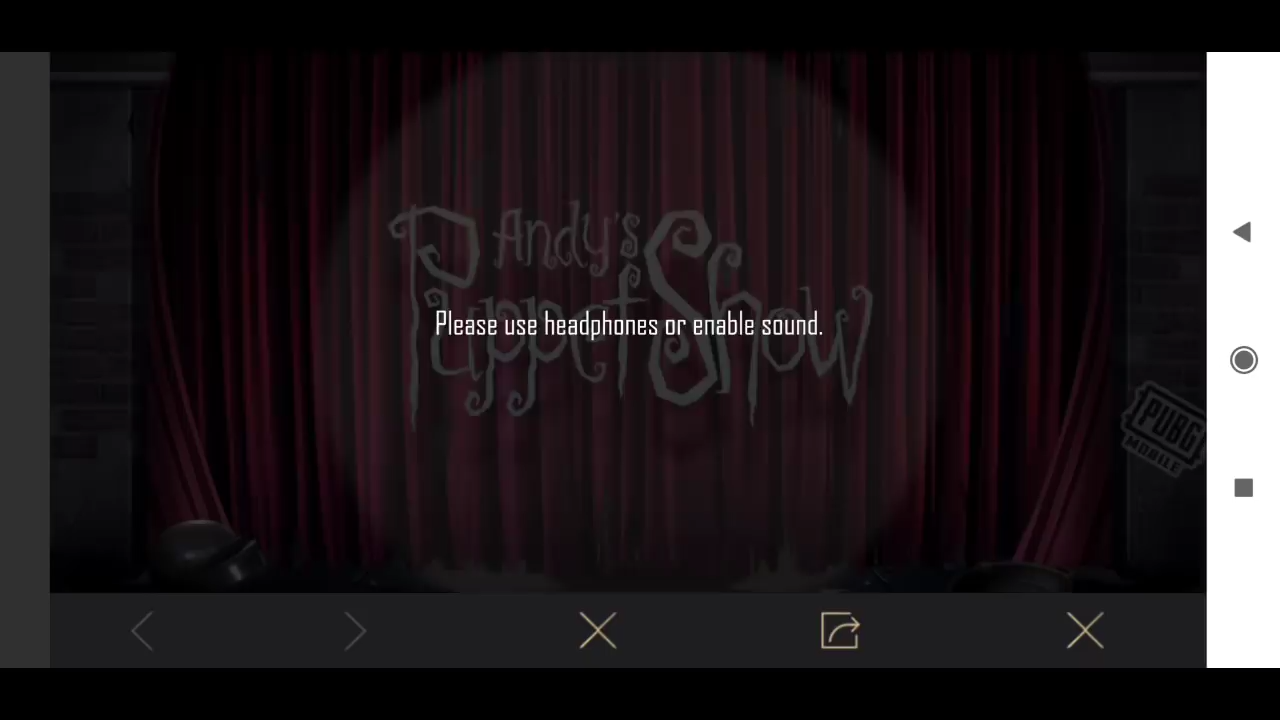 Andy's
Puppet Show
Please use headphones or enable sound.
PUBG
MOBILE